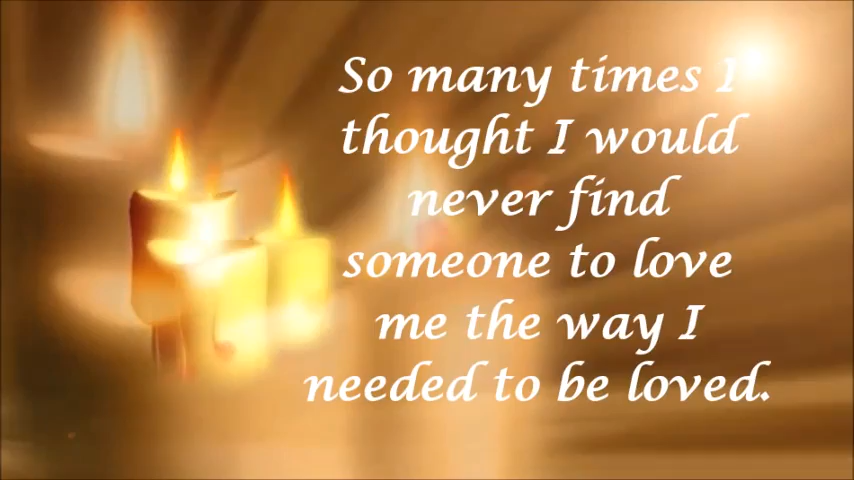 So many times I
thought I would
never find
someone to love
me the way I
needed to be loved.